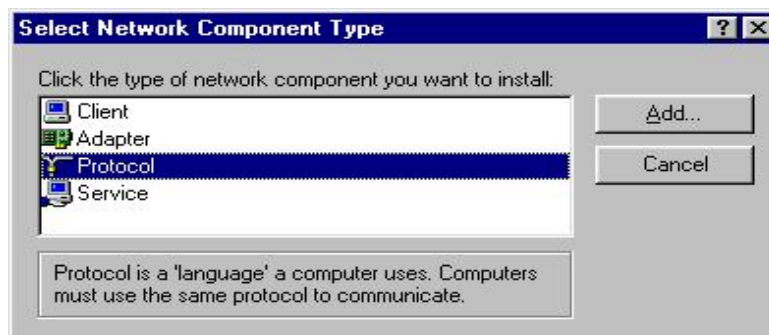 Select Network Component Type
Click the type of network component you want to install:
Client
Adapter
Protocol
Service
Add...
Cancel
Protocol is a 'language' a computer uses. Computers
must use the same protocol to communicate.